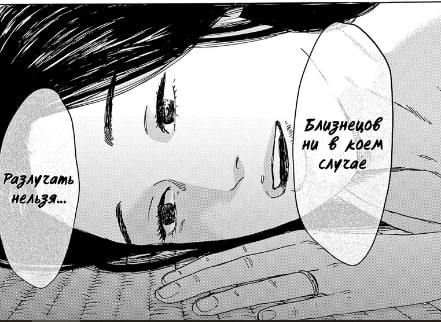 Близнецов
ни в коем
случае
Разлучать
нельзя...